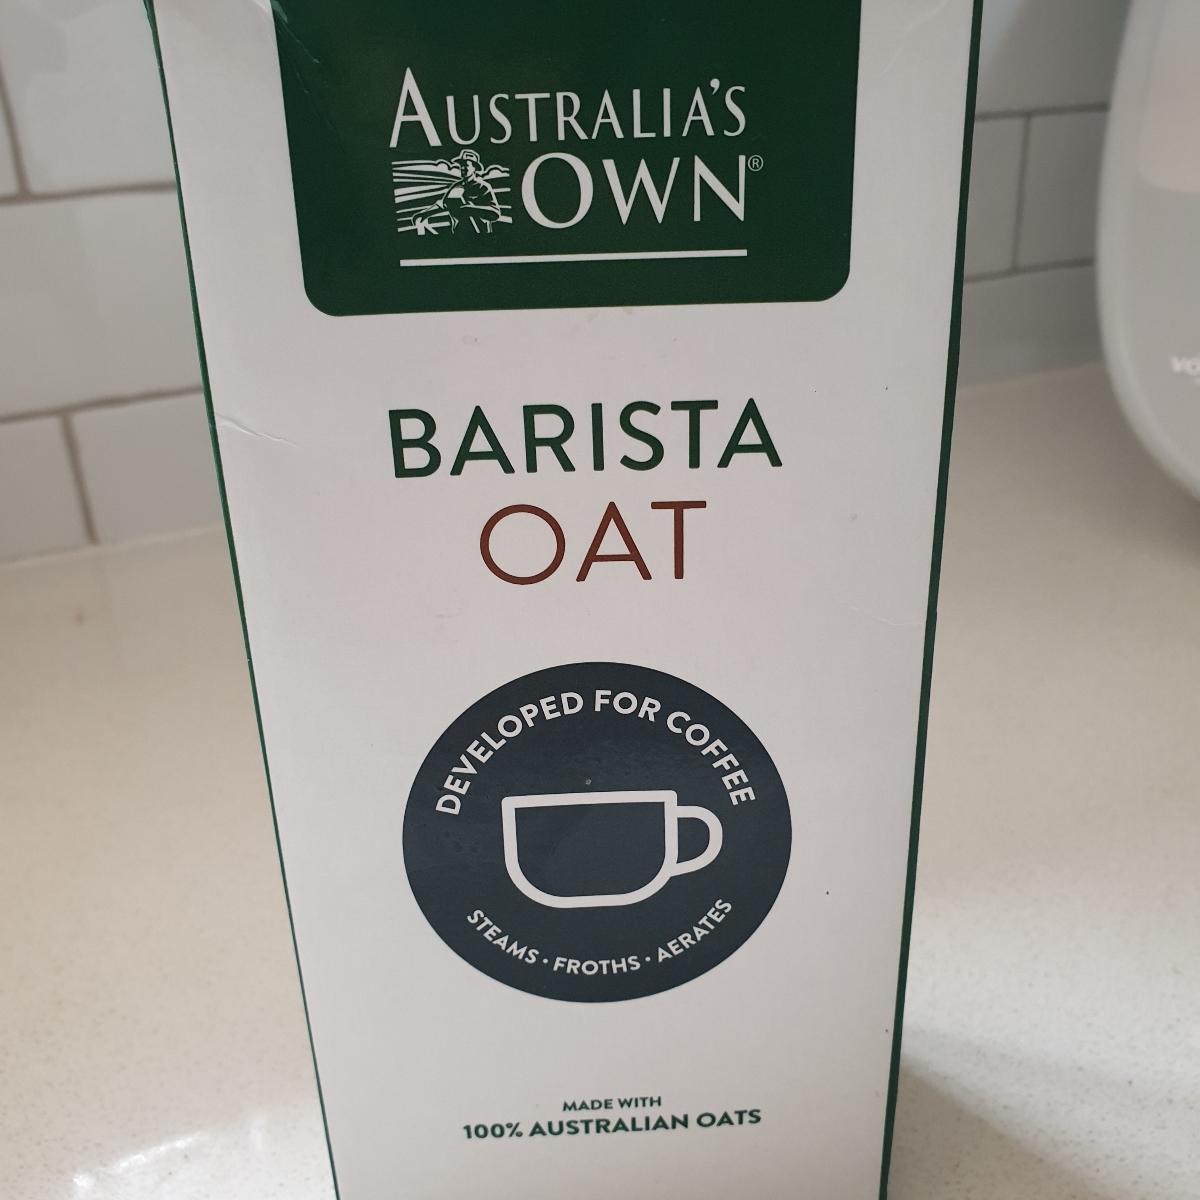 AUSTRALIA'S
OWN®
BARISTA
OAT
DEVELOPED FOR COFFEE
STEAMS · FROTHS · AERATES
MADE WITH
100% AUSTRALIAN OATS